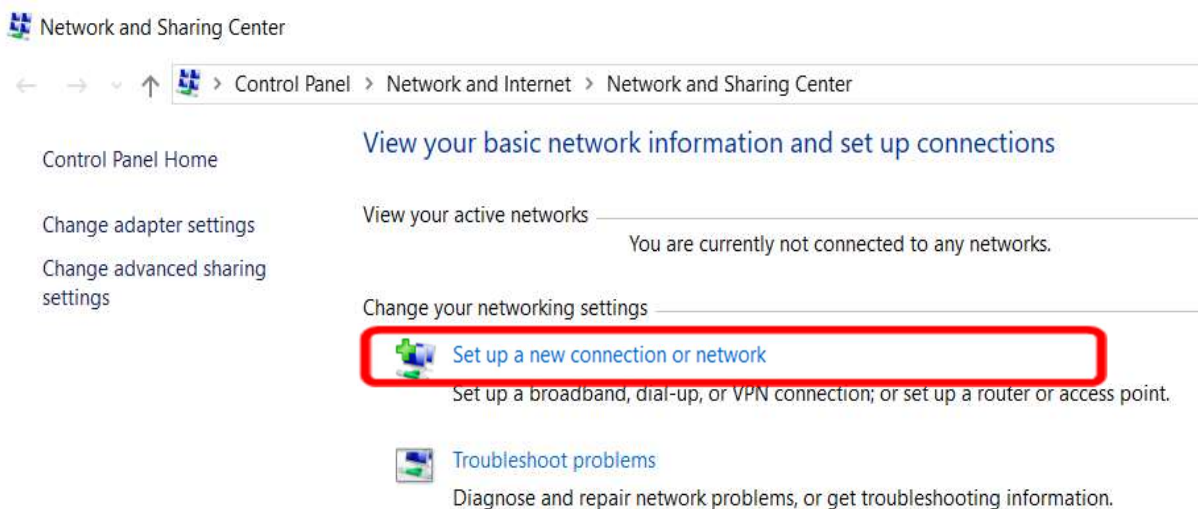 Network and Sharing Center
Control Panel > Network and Internet > Network and Sharing Center
Control Panel Home
Change adapter settings
Change advanced sharing
settings
View your basic network information and set up connections
View your active networks
You are currently not connected to any networks.
Change your networking settings
Set up a new connection or network
Set up a broadband, dial-up, or VPN connection; or set up a router or access point.
Troubleshoot problems
Diagnose and repair network problems, or get troubleshooting information.